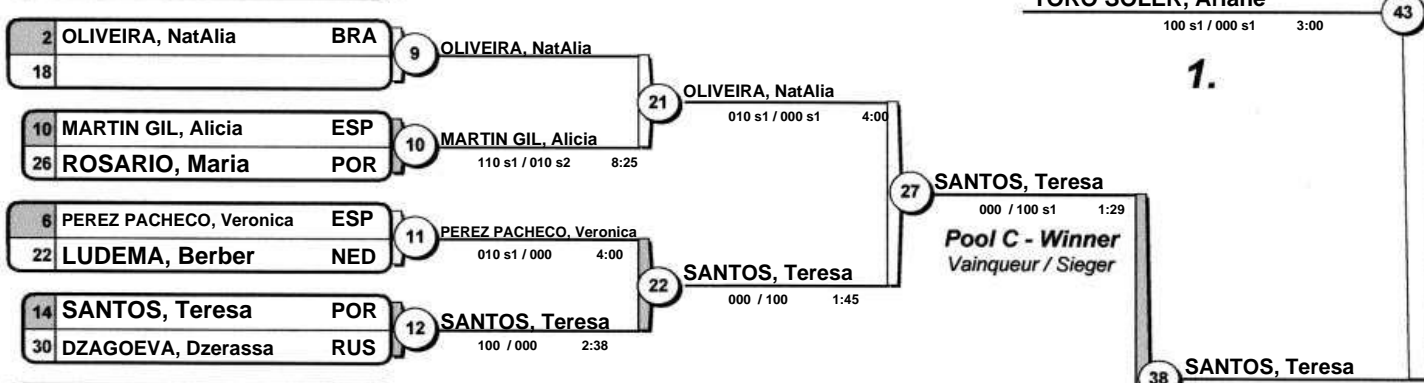 TORO SOLER, Ariane
43
100 s1 / 000 s1 3:00
1.
2 OLIVEIRA, NatAlia BRA
18
9
OLIVEIRA, NatAlia
10 MARTIN GIL, Alicia ESP
26 ROSARIO, Maria POR
10
MARTIN GIL, Alicia
110 s1 / 010 s2 8:25
21
OLIVEIRA, NatAlia
010 s1 / 000 s1 4:00
6 PEREZ PACHECO, Veronica ESP
22 LUDEMA, Berber NED
11
PEREZ PACHECO, Veronica
010 s1 / 000 4:00
14 SANTOS, Teresa POR
30 DZAGOEVA, Dzerassa RUS
12
SANTOS, Teresa
100 / 000 2:38
22
SANTOS, Teresa
000 / 100 1:45
27
SANTOS, Teresa
000 / 100 s1 1:29
Pool C - Winner
Vainqueur / Sieger
38
SANTOS, Teresa